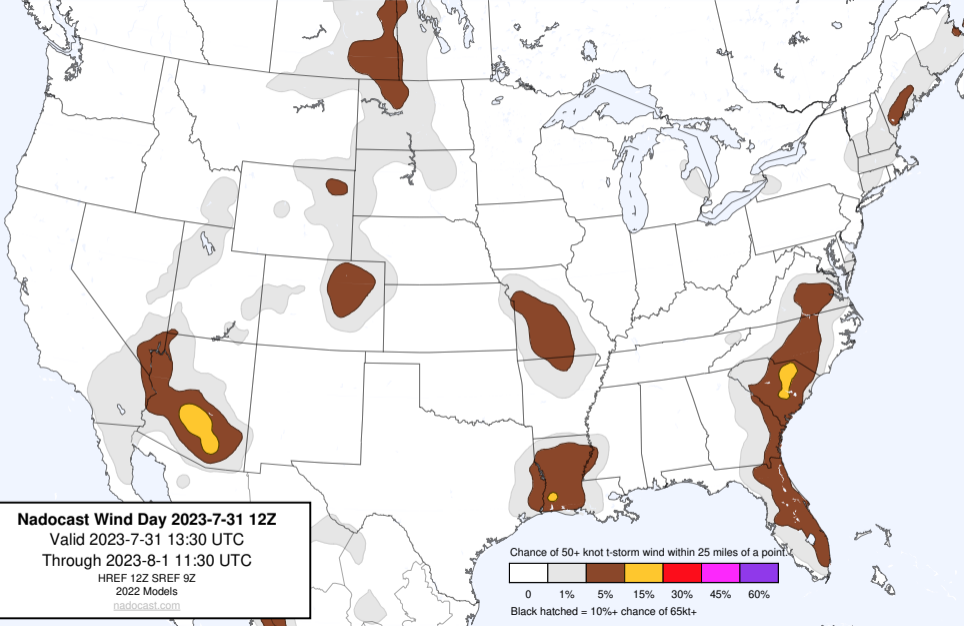 Nadocast Wind Day 2023-7-31 12Z
Valid 2023-7-31 13:30 UTC
Through 2023-8-1 11:30 UTC
HREF 12Z SREF 9Z
2022 Models
nadocast.com
Chance of 50+ knot t-storm wind within 25 miles of a point.
0 1% 5% 15% 30% 45% 60%
Black hatched = 10%+ chance of 65kt+